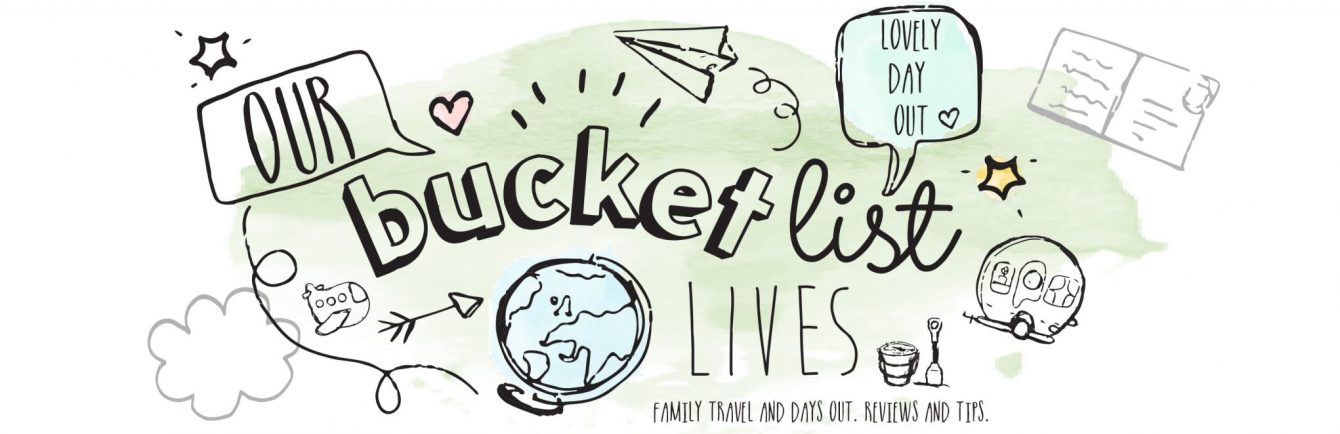 OUR
bucket list
LIVES
FAMILY TRAVEL AND DAYS OUT. REVIEWS AND TIPS.
LOVELY
DAY
OUT